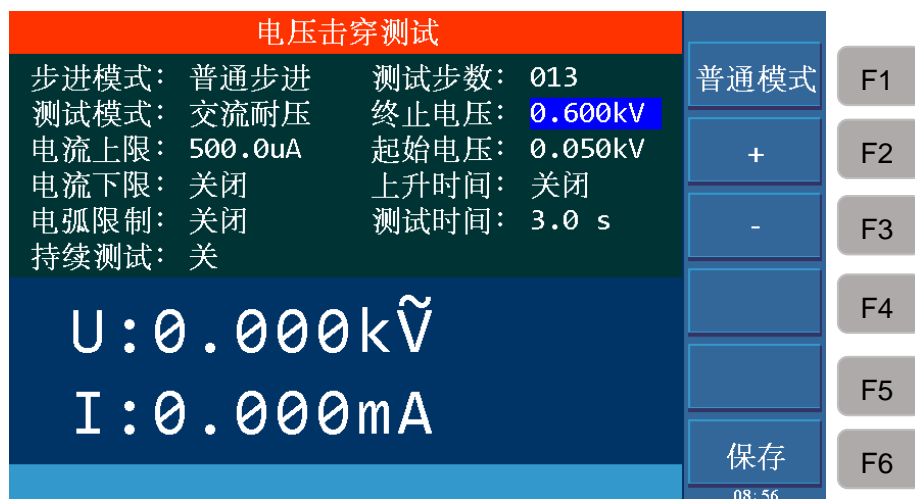 电压击穿测试
步进模式: 普通步进 测试步数: 013
测试模式: 交流耐压 终止电压: 0.600kV
电流上限: 500.0uA 起始电压: 0.050kV
电流下限: 关闭 上升时间: 关闭
电弧限制: 关闭 测试时间: 3.0 s
持续测试: 关
U:0.000kṼ
I:0.000mA
普通模式
+
-
保存
08:56
F1
F2
F3
F4
F5
F6